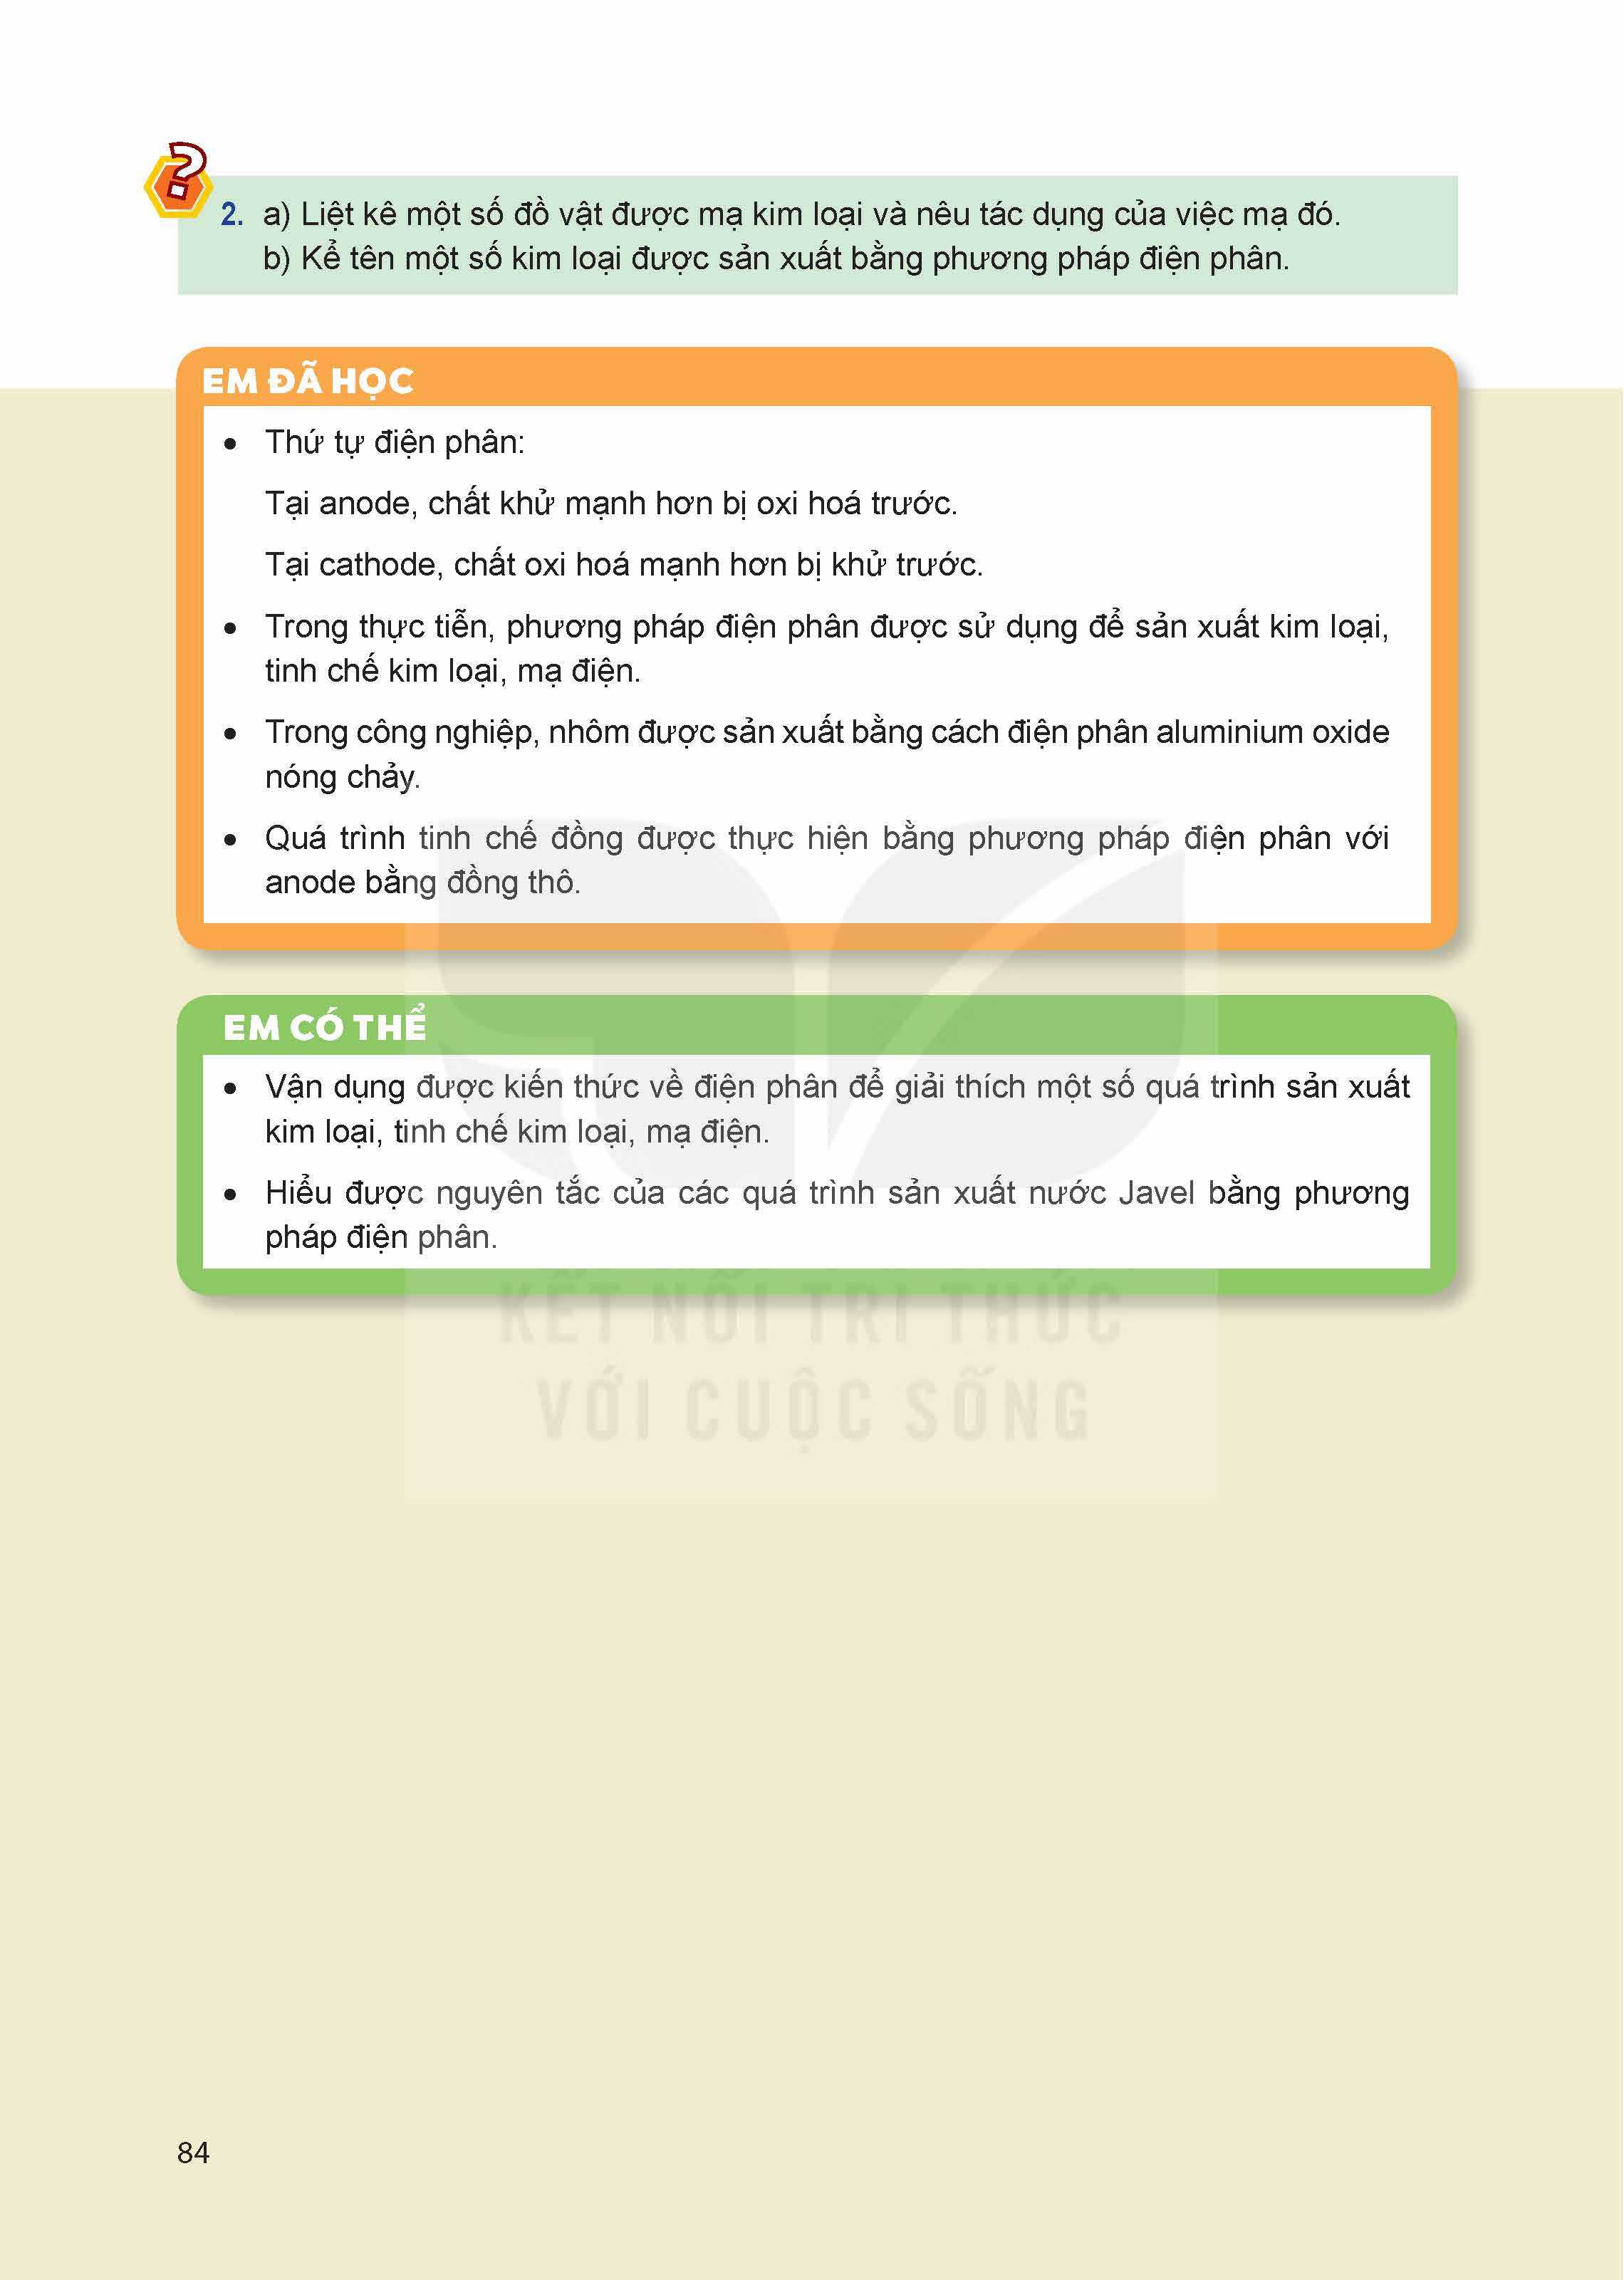 ?
2. a) Liệt kê một số đồ vật được mạ kim loại và nêu tác dụng của việc mạ đó.
b) Kể tên một số kim loại được sản xuất bằng phương pháp điện phân.
EM ĐÃ HỌC
• Thứ tự điện phân:
Tại anode, chất khử mạnh hơn bị oxi hoá trước.
Tại cathode, chất oxi hoá mạnh hơn bị khử trước.
• Trong thực tiễn, phương pháp điện phân được sử dụng để sản xuất kim loại,
tinh chế kim loại, mạ điện.
• Trong công nghiệp, nhôm được sản xuất bằng cách điện phân aluminium oxide
nóng chảy.
• Quá trình tinh chế đồng được thực hiện bằng phương pháp điện phân với
anode bằng đồng thô.
EM CÓ THỂ
• Vận dụng được kiến thức về điện phân để giải thích một số quá trình sản xuất
kim loại, tinh chế kim loại, mạ điện.
• Hiểu được nguyên tắc của các quá trình sản xuất nước Javel bằng phương
pháp điện phân.
KẾT NỐI TRI THỨC
VỚI CUỘC SỐNG
84